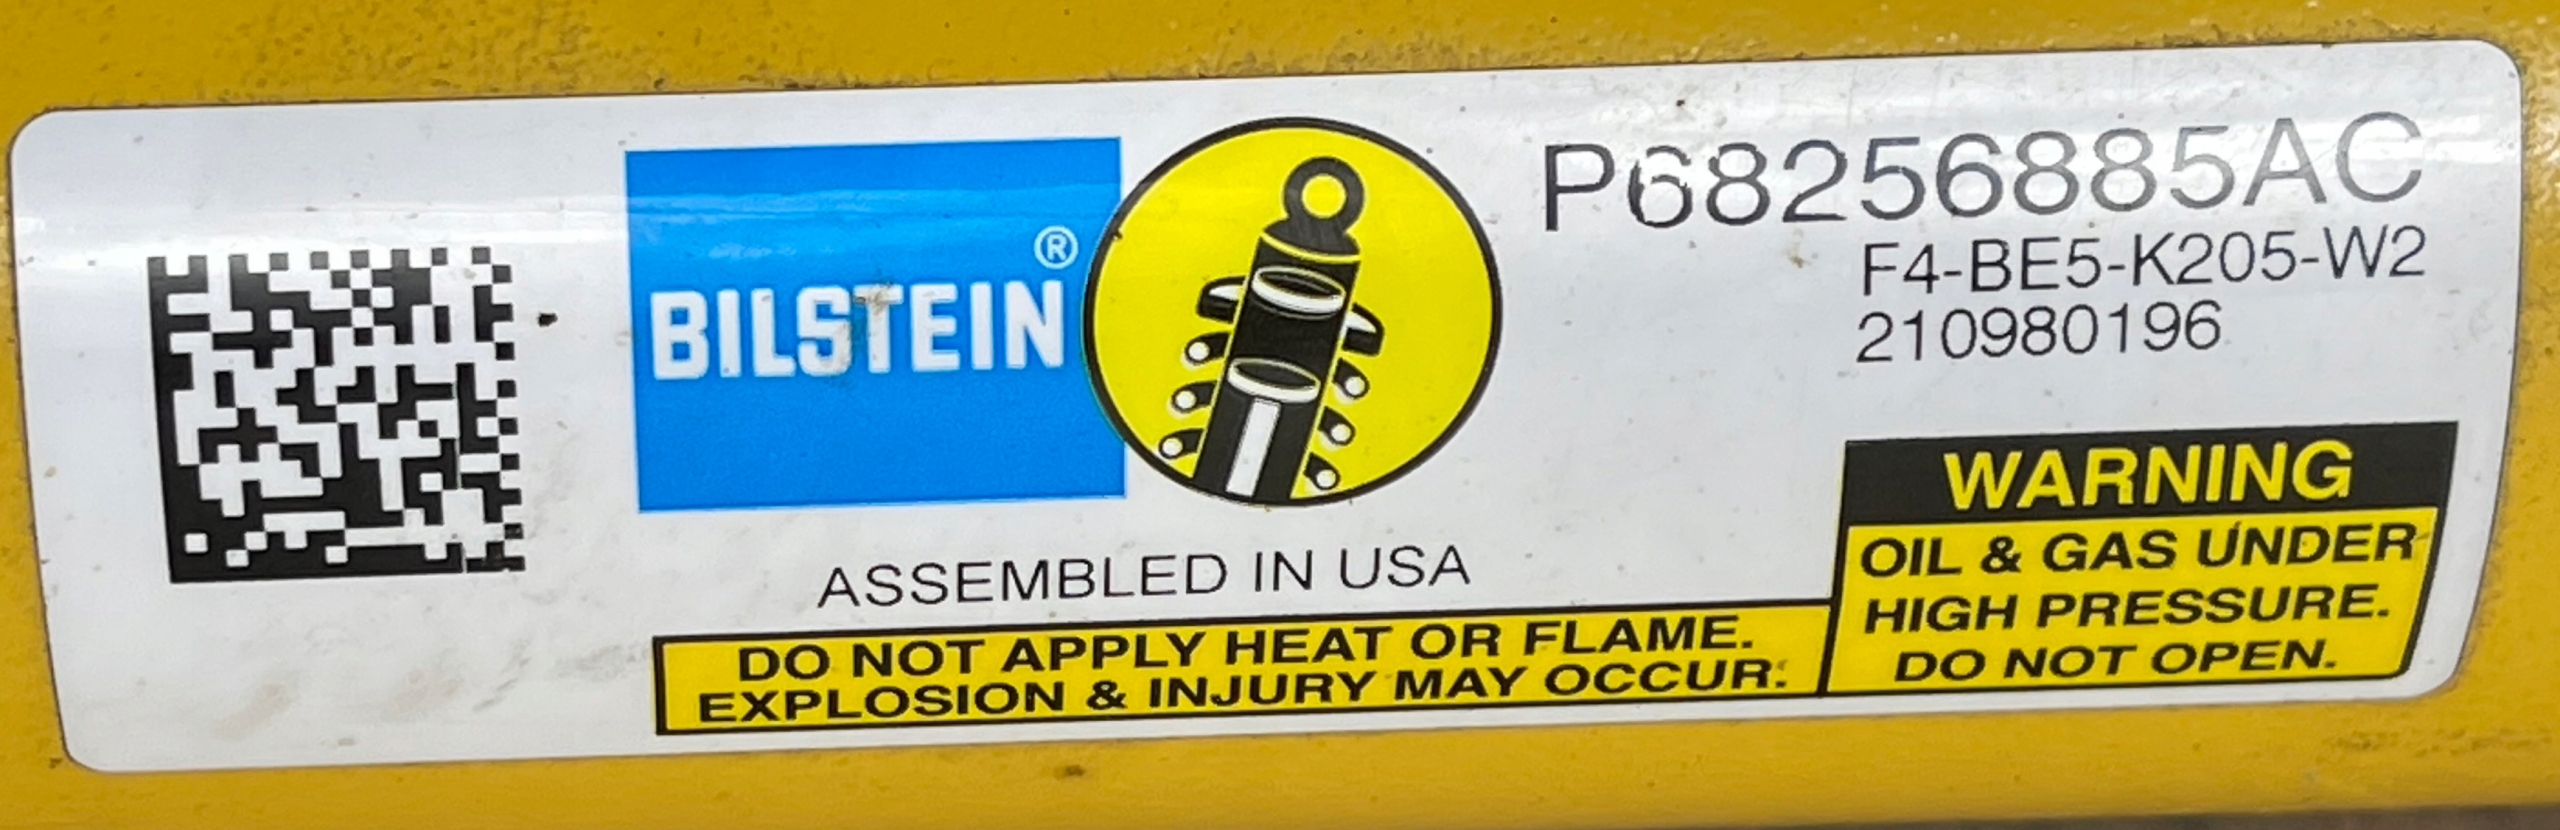 P68256885AC
F4-BE5-K205-W2
210980196
BILSTEIN®
ASSEMBLED IN USA
WARNING
OIL & GAS UNDER
HIGH PRESSURE.
DO NOT OPEN.
DO NOT APPLY HEAT OR FLAME.
EXPLOSION & INJURY MAY OCCUR.